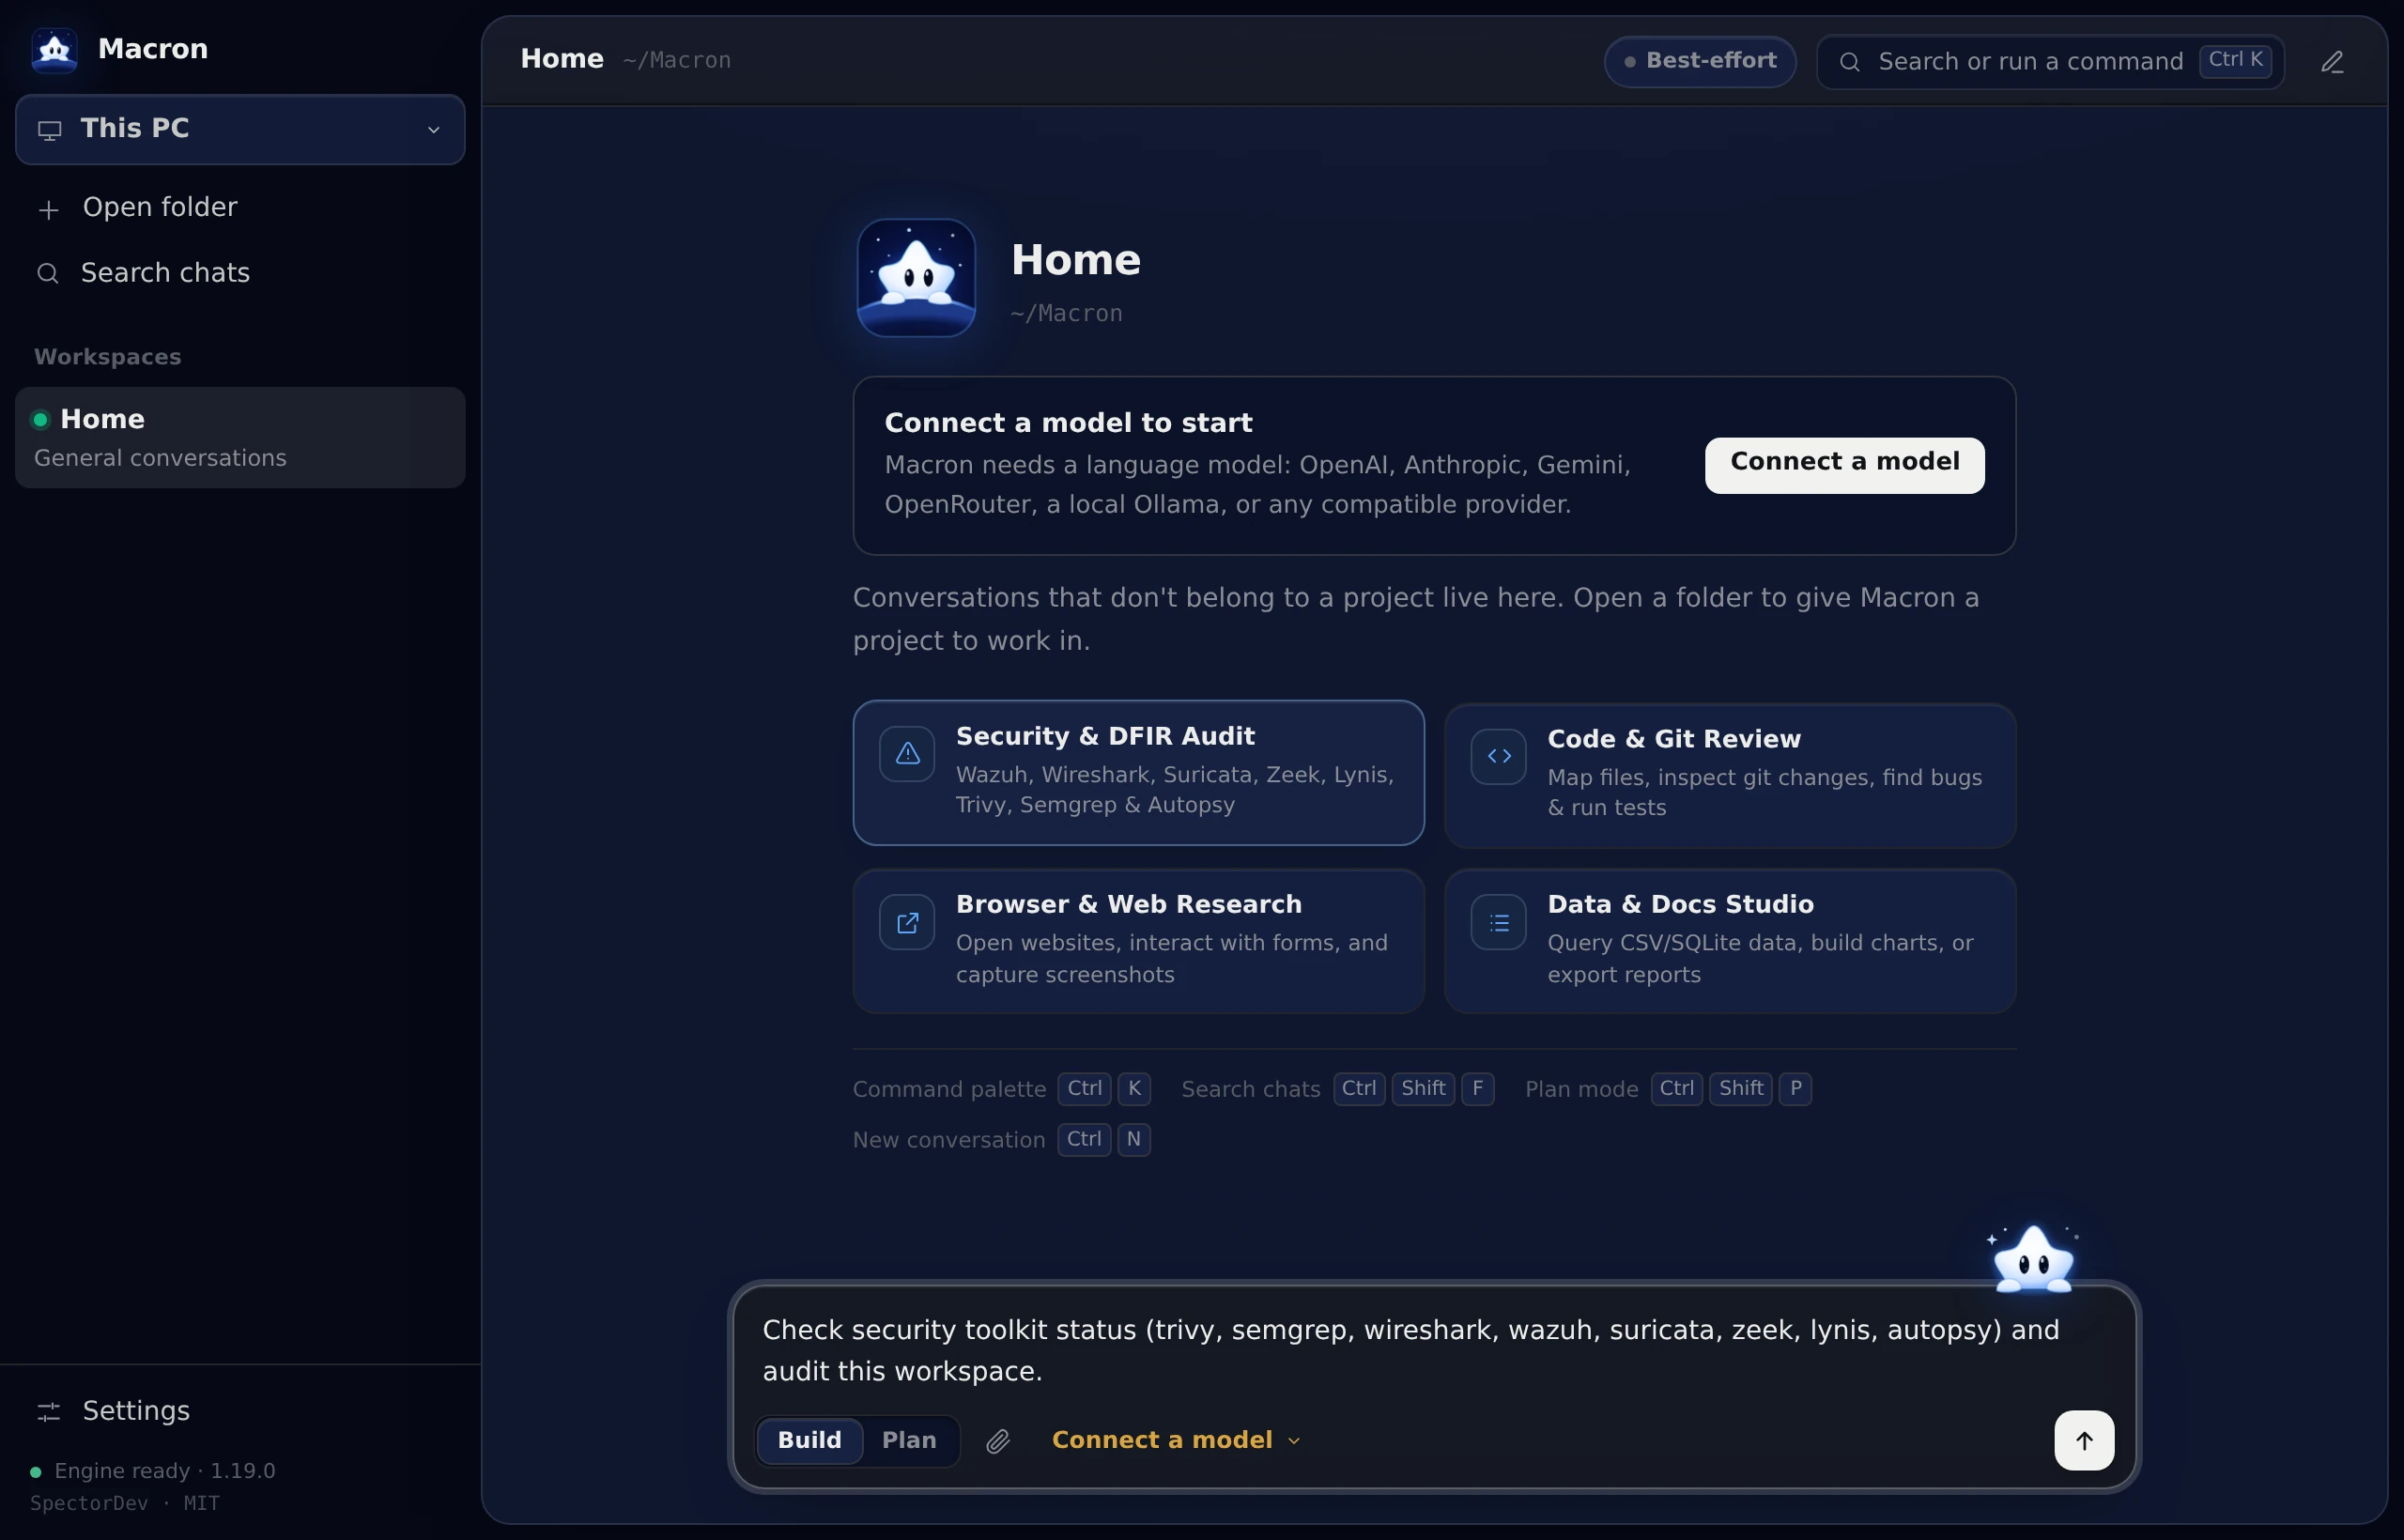 Macron
This PC
Open folder
Search chats
Workspaces
Home
General conversations
Settings
Engine ready · 1.19.0
SpectorDev · MIT
Home ~/Macron
Best-effort
Search or run a command Ctrl K
Home
~/Macron
Connect a model to start
Macron needs a language model: OpenAI, Anthropic, Gemini,
OpenRouter, a local Ollama, or any compatible provider.
Connect a model
Conversations that don't belong to a project live here. Open a folder to give Macron a
project to work in.
Security & DFIR Audit
Wazuh, Wireshark, Suricata, Zeek, Lynis,
Trivy, Semgrep & Autopsy
Code & Git Review
Map files, inspect git changes, find bugs
& run tests
Browser & Web Research
Open websites, interact with forms, and
capture screenshots
Data & Docs Studio
Query CSV/SQLite data, build charts, or
export reports
Command palette Ctrl K Search chats Ctrl Shift F Plan mode Ctrl Shift P
New conversation Ctrl N
Check security toolkit status (trivy, semgrep, wireshark, wazuh, suricata, zeek, lynis, autopsy) and
audit this workspace.
Build Plan Connect a model